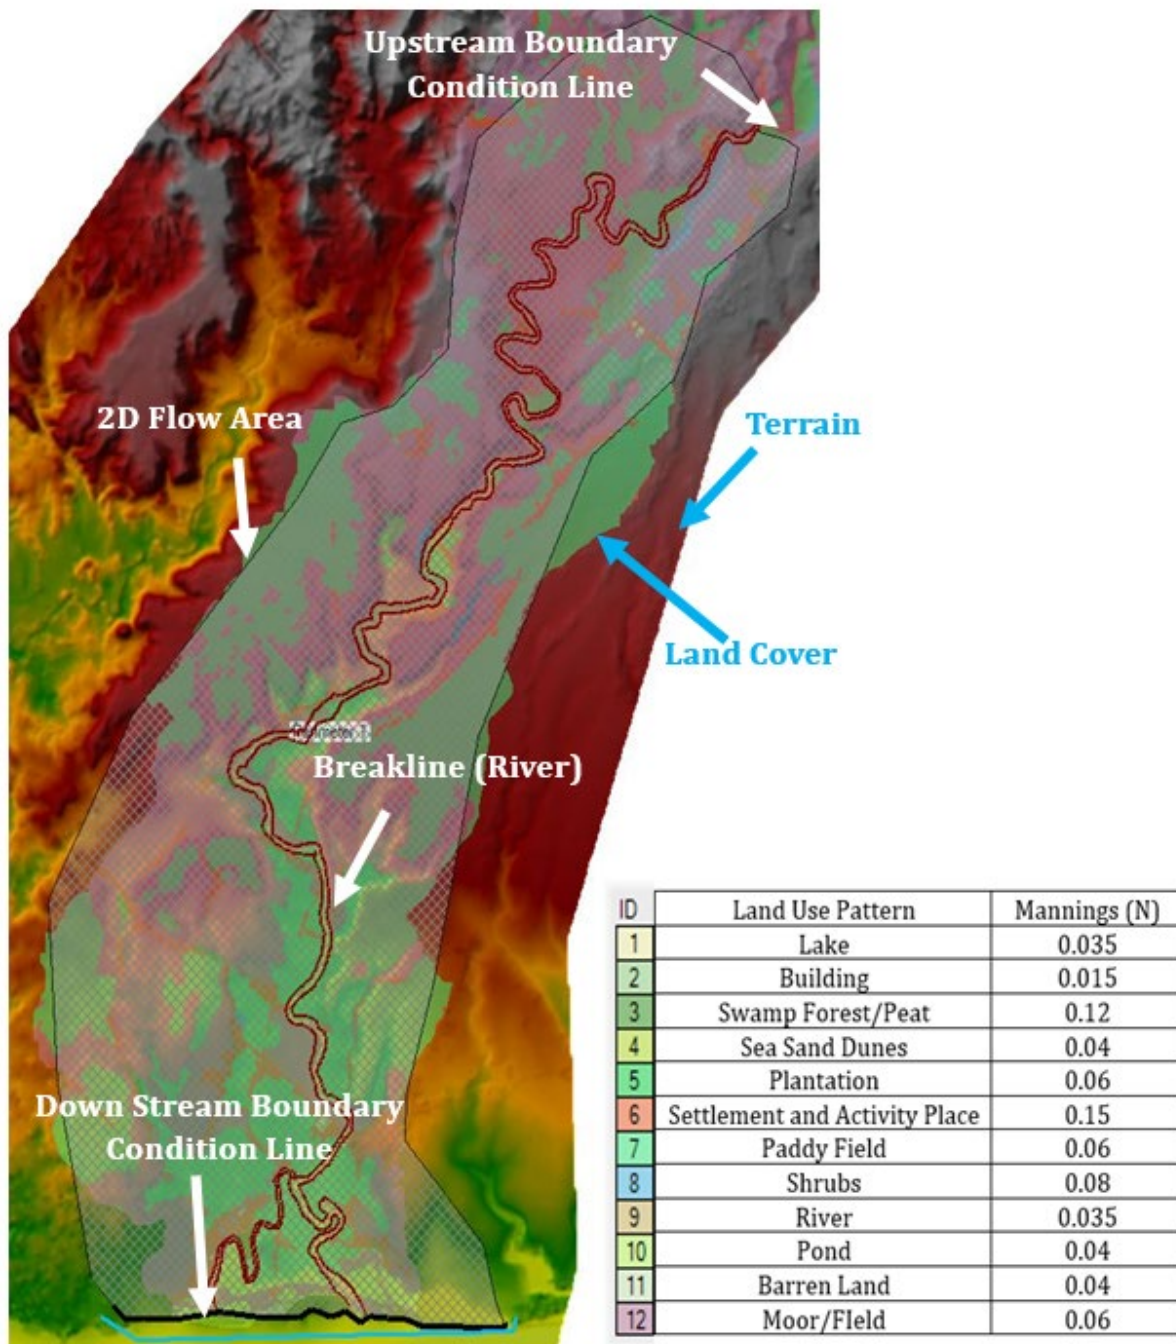 Upstream Boundary
Condition Line
2D Flow Area
Terrain
Land Cover
Breakline (River)
Down Stream Boundary
Condition Line
ID Land Use Pattern Mannings (N)
1 Lake 0.035
2 Building 0.015
3 Swamp Forest/Peat 0.12
4 Sea Sand Dunes 0.04
5 Plantation 0.06
6 Settlement and Activity Place 0.15
7 Paddy Field 0.06
8 Shrubs 0.08
9 River 0.035
10 Pond 0.04
11 Barren Land 0.04
12 Moor/FIeld 0.06